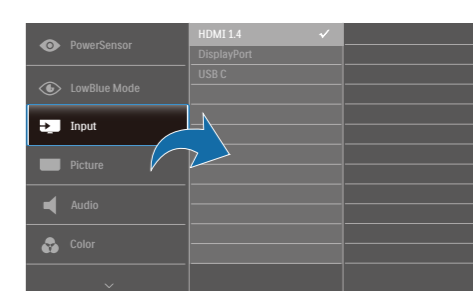 PowerSensor
LowBlue Mode
Input
Picture
Audio
Color
HDMI 1.4
DisplayPort
USB C